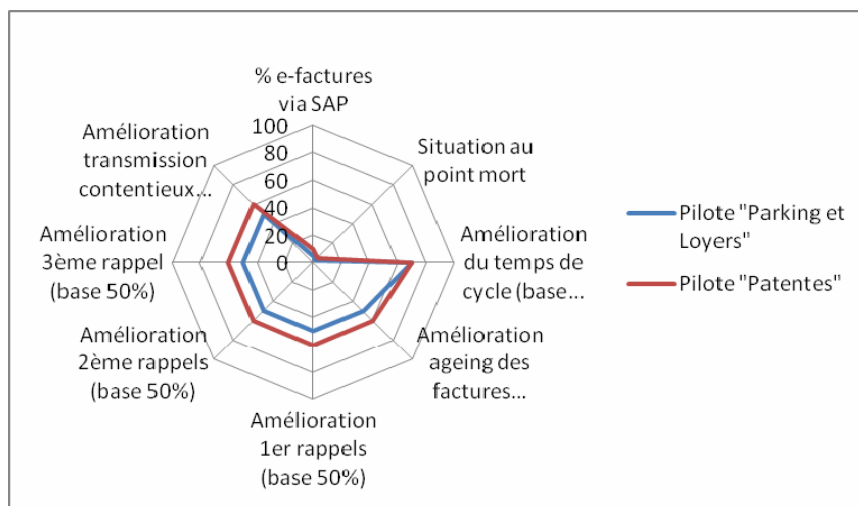 % e-factures
via SAP
100
80
60
40
20
0
Situation au
point mort
Amélioration
du temps de
cycle (base...
Amélioration
ageing des
factures...
Amélioration
1er rappels
(base 50%)
Amélioration
2ème rappels
(base 50%)
Amélioration
3ème rappel
(base 50%)
Amélioration
transmission
contentieux...
Pilote "Parking et
Loyers"
Pilote "Patentes"